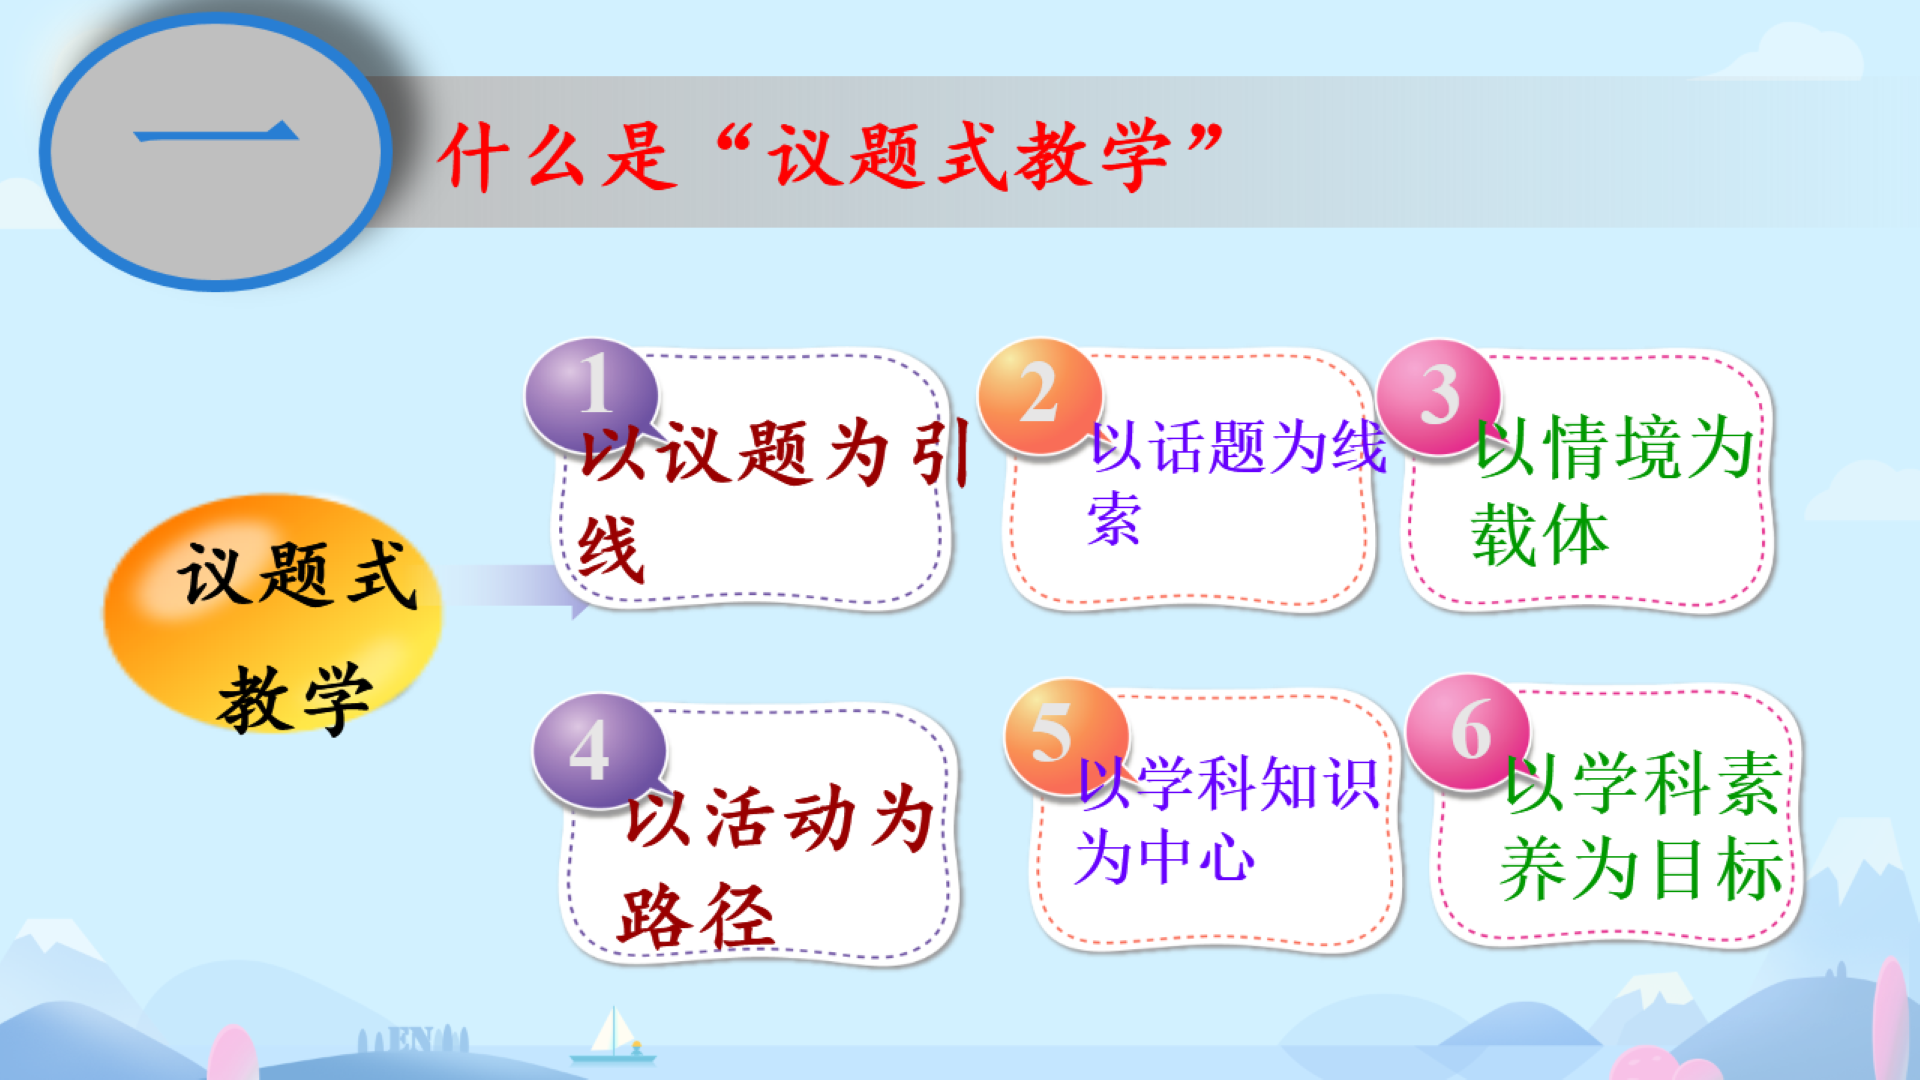 一
什么是“议题式教学”
议题式
教学
1
以议题为引
线
2
以话题为线
索
3
以情境为
载体
4
以活动为
路径
5
以学科知识
为中心
6
以学科素
养为目标
EN